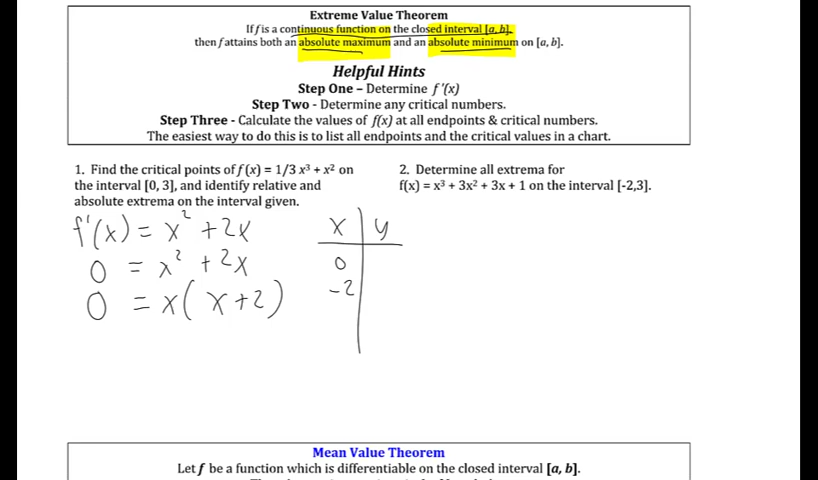 Extreme Value Theorem
If f is a continuous function on the closed interval [a, b],
then f attains both an absolute maximum and an absolute minimum on [a, b].
Helpful Hints
Step One – Determine f '(x)
Step Two - Determine any critical numbers.
Step Three - Calculate the values of f(x) at all endpoints & critical numbers.
The easiest way to do this is to list all endpoints and the critical values in a chart.
1. Find the critical points of f (x) = 1/3 x³ + x² on
the interval [0, 3], and identify relative and
absolute extrema on the interval given.
f'(x) = x² + 2x
0 = x² + 2x
0 = x(x+2)
x y
0
-2
2. Determine all extrema for
f(x) = x³ + 3x² + 3x + 1 on the interval [-2,3].
Mean Value Theorem
Let f be a function which is differentiable on the closed interval [a, b].